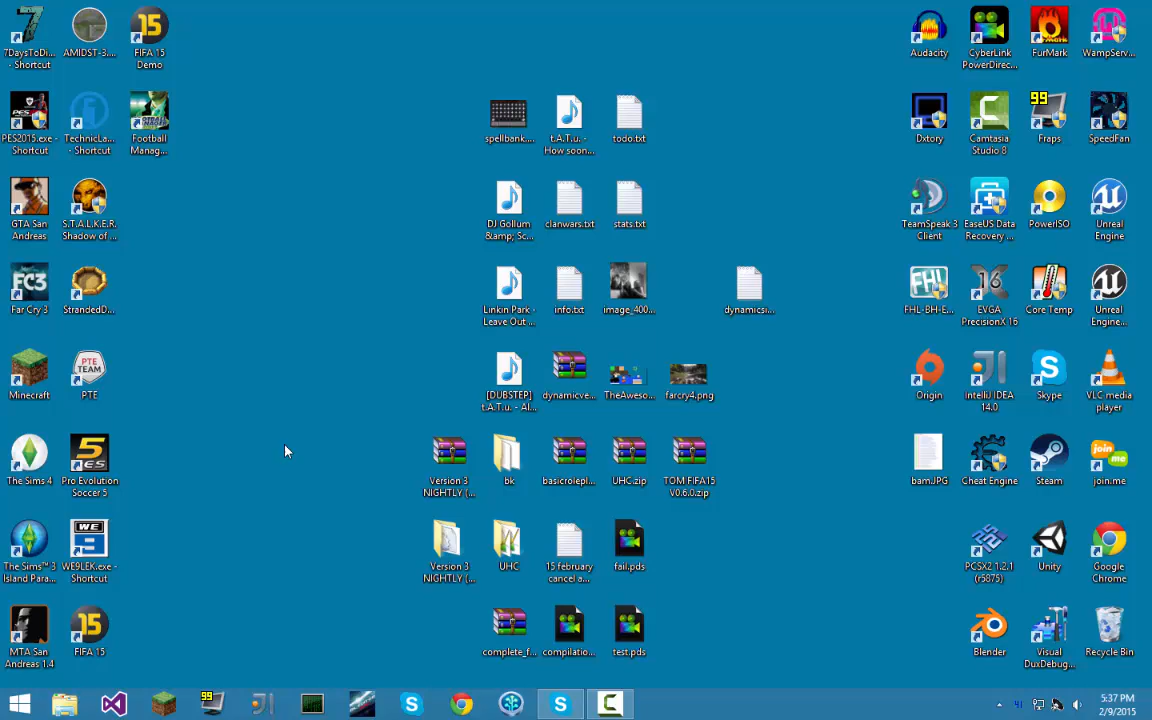 7DaysToDi...
- Shortcut
AMIDST-3....
FIFA 15
Demo
PES2015.exe -
Shortcut
TechnicLa...
- Shortcut
Football
Manag...
GTA San
Andreas
S.T.A.L.K.E.R.
Shadow of ...
Far Cry 3
StrandedD...
Minecraft
PTE
The Sims 4
Pro Evolution
Soccer 5
The Sims™ 3
Island Para...
WE9LEK.exe -
Shortcut
MTA San
Andreas 1.4
FIFA 15
spellbank....
t.A.T.u. -
How soon...
todo.txt
DJ Gollum
&amp; Sc...
clanwars.txt
stats.txt
Linkin Park -
Leave Out ...
info.txt
image_400...
dynamicsi...
[DUBSTEP]
t.A.T.u. - Al...
dynamicve...
TheAweso...
farcry4.png
Version 3
NIGHTLY (...
bk
basicrolepl...
UHC.zip
TOM FIFA15
V0.6.0.zip
Version 3
NIGHTLY (...
UHC
15 february
cancel a...
fail.pds
complete_f...
compilatio...
test.pds
Audacity
CyberLink
PowerDirec...
FurMark
WampServ...
Dxtory
Camtasia
Studio 8
99
Fraps
SpeedFan
TeamSpeak 3
Client
EaseUS Data
Recovery ...
PowerISO
Unreal
Engine
FHL-BH-E...
EVGA
PrecisionX 16
Core Temp
Unreal
Engine...
Origin
IntelliJ IDEA
14.0
Skype
VLC media
player
bam.JPG
Cheat Engine
Steam
join.me
PCSX2 1.2.1
(r5875)
Unity
Google
Chrome
Blender
Visual
DuxDebug...
Recycle Bin
99
5:37 PM
2/9/2015